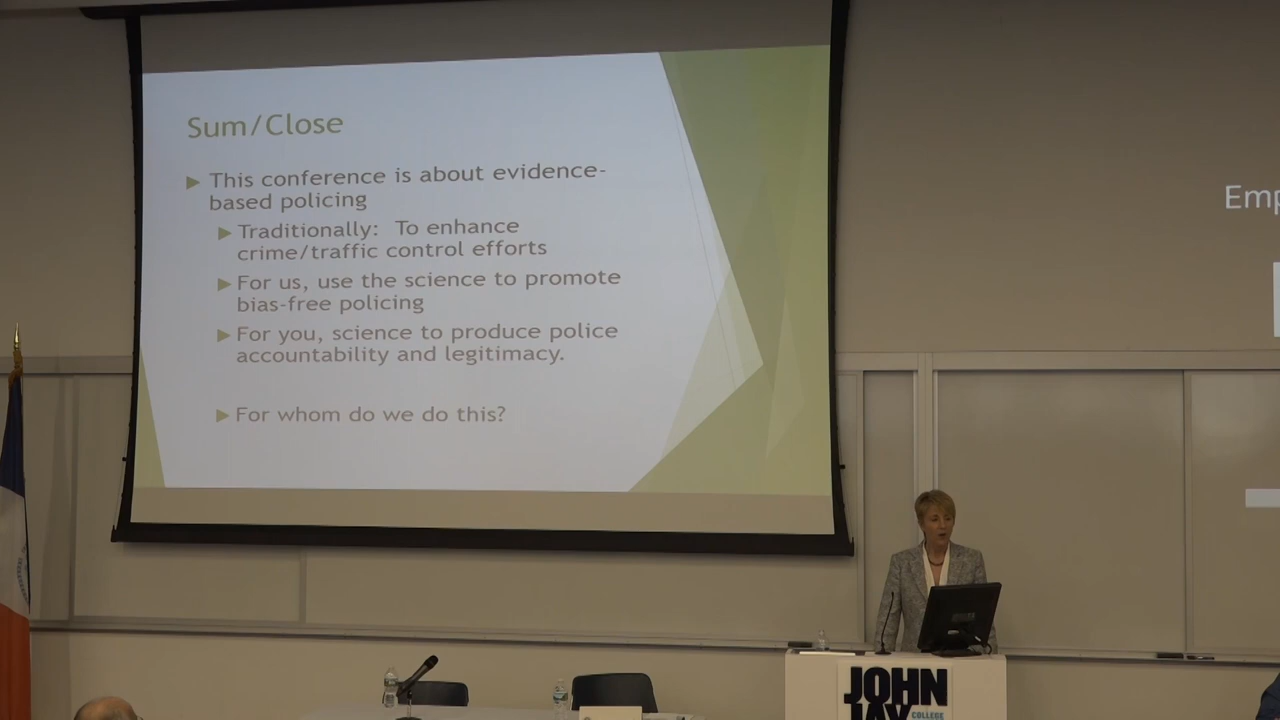 Sum/Close
This conference is about evidence-
based policing
Traditionally: To enhance
crime/traffic control efforts
For us, use the science to promote
bias-free policing
For you, science to produce police
accountability and legitimacy.
For whom do we do this?
Emp
JOHN
JAY
COLLEGE